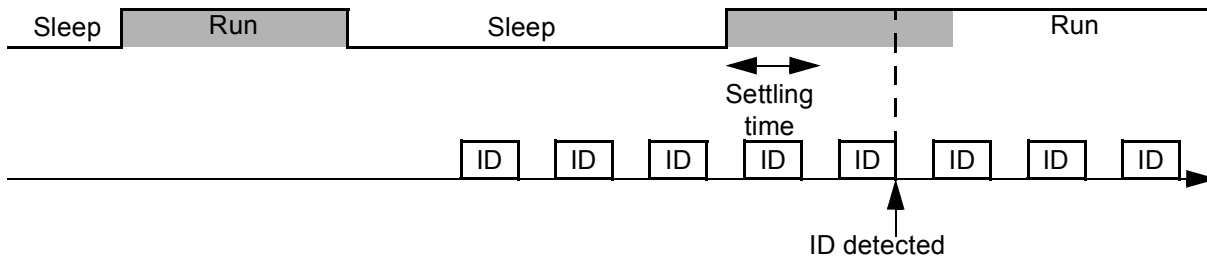 Sleep
Run
Sleep
Run
Settling
time
ID
ID
ID
ID
ID
ID
ID
ID
ID detected